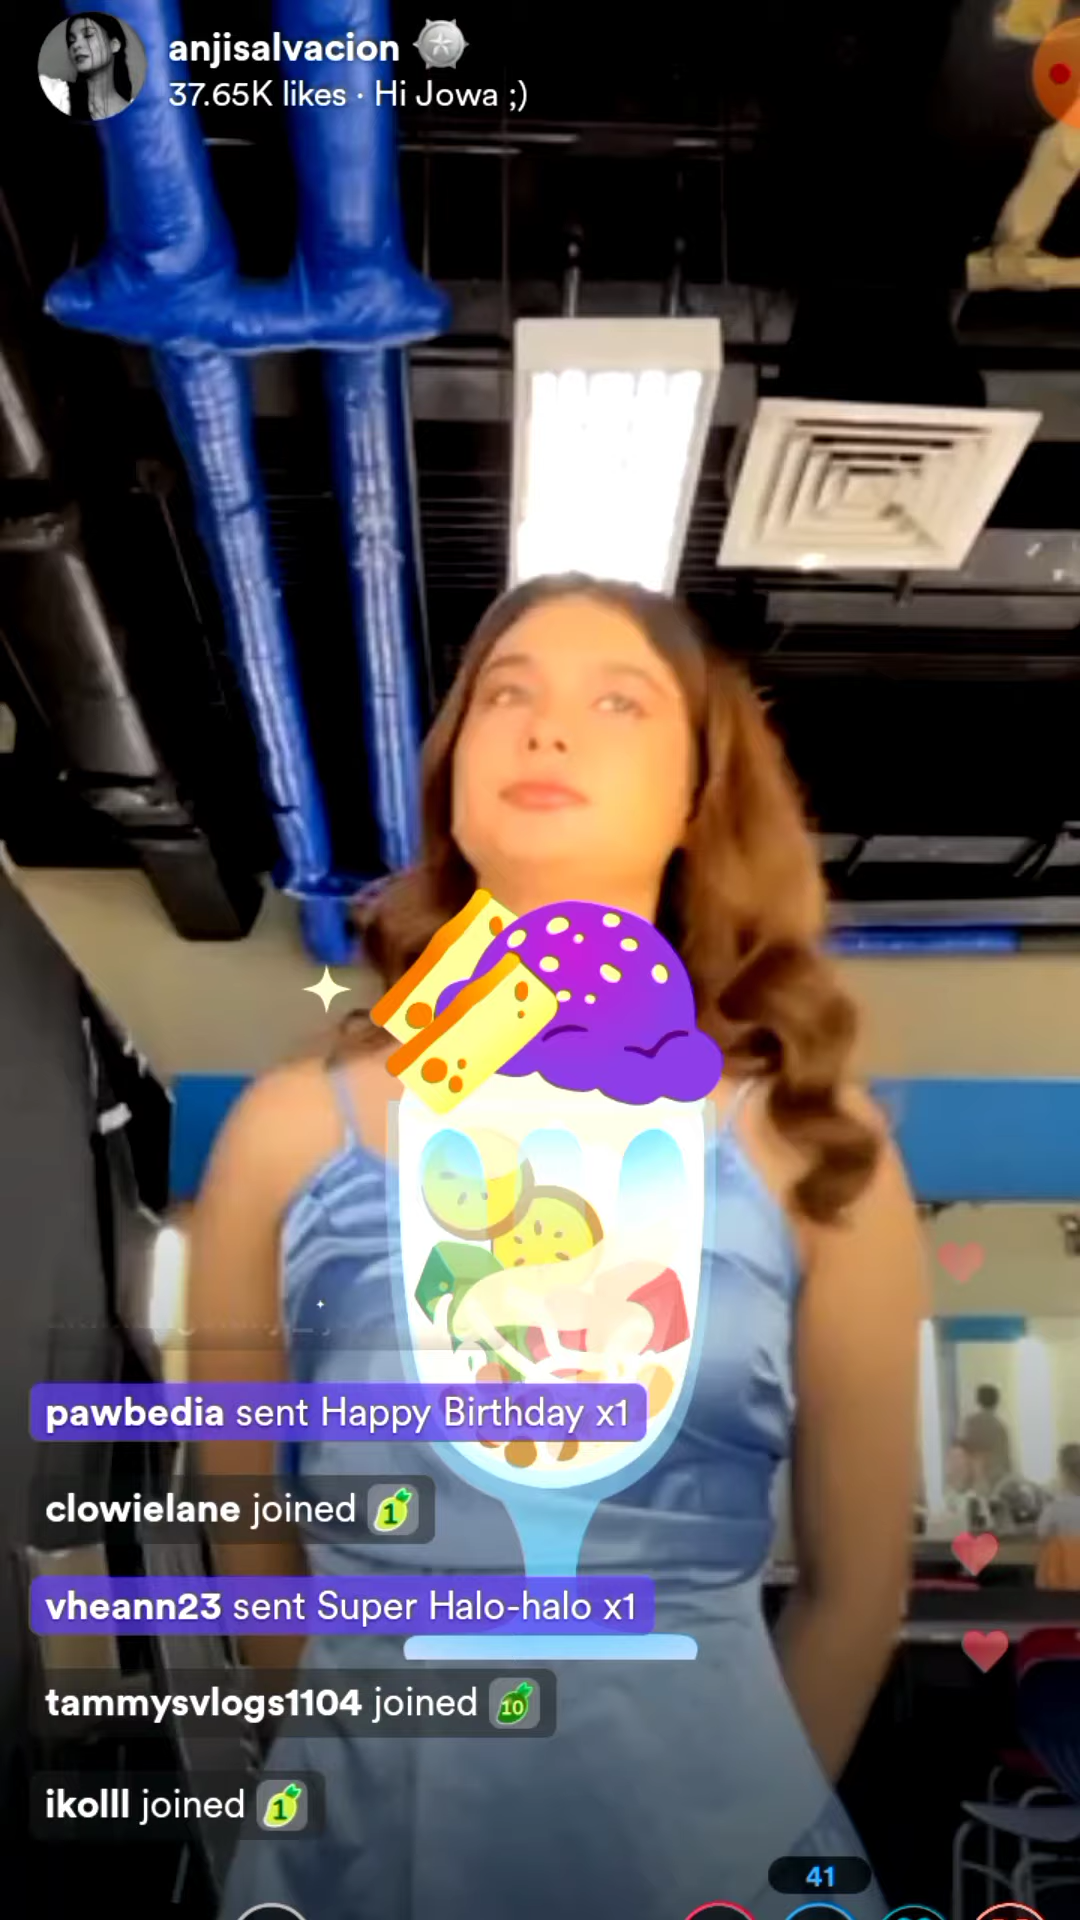 anjisalvacion
37.65K likes · Hi Jowa ;)
pawbedia sent Happy Birthday x1
clowielane joined 1
vheann23 sent Super Halo-halo x1
tammysvlogs1104 joined 10
ikolll joined 1
41